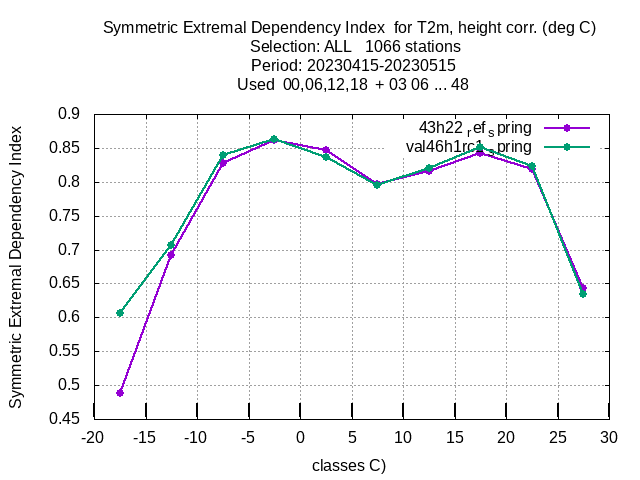 Symmetric Extremal Dependency Index  for T2m, height corr. (deg C)
Selection: ALL   1066 stations
Period: 20230415-20230515
Used  00,06,12,18  + 03 06 ... 48
43h22 ref spring
val46h1rc1 spring
0.9
0.85
0.8
0.75
0.7
0.65
0.6
0.55
0.5
0.45
Symmetric Extremal Dependency Index
-20 -15 -10 -5 0 5 10 15 20 25 30
classes C)